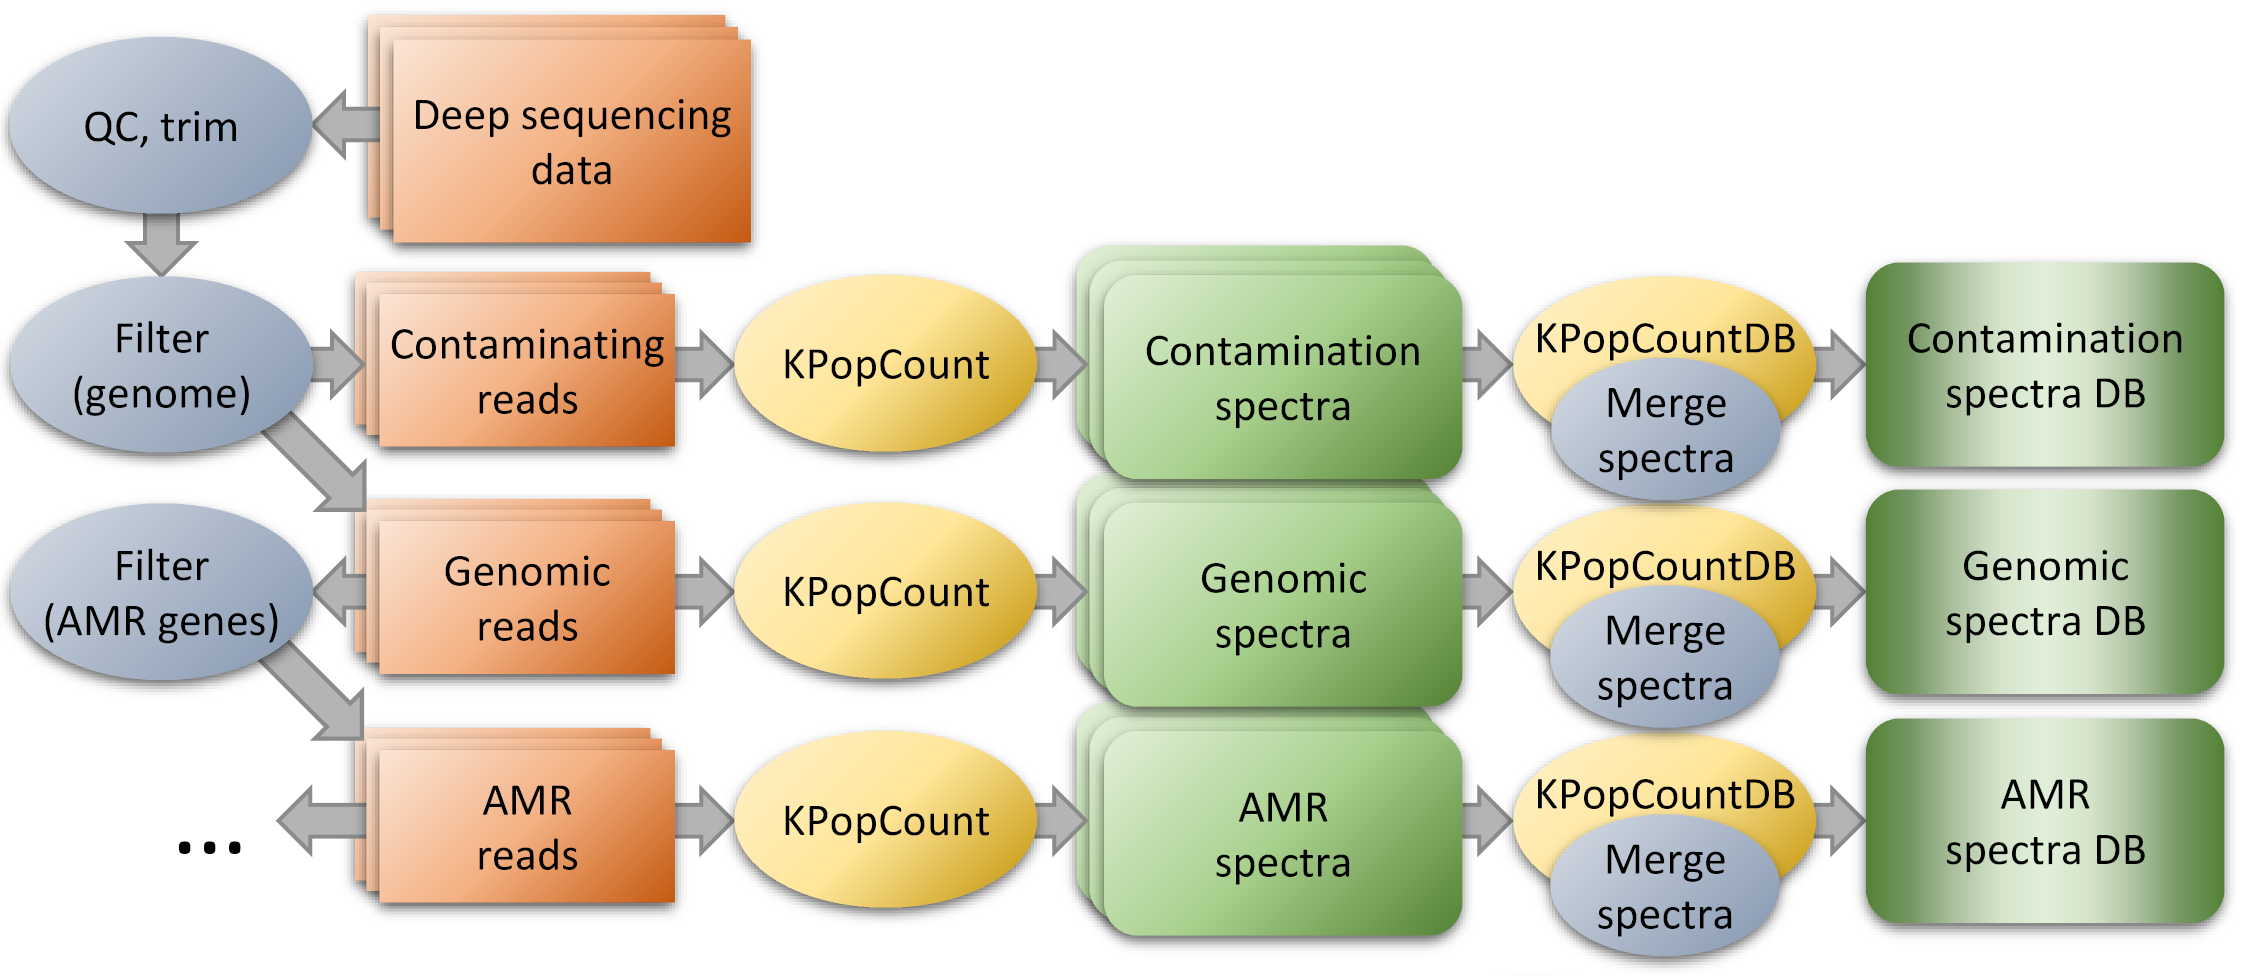 QC, trim
Deep sequencing
data
Filter
(genome)
Contaminating
reads
KPopCount
Contamination
spectra
KPopCountDB
Merge
spectra
Contamination
spectra DB
Filter
(AMR genes)
Genomic
reads
KPopCount
Genomic
spectra
KPopCountDB
Merge
spectra
Genomic
spectra DB
...
AMR
reads
KPopCount
AMR
spectra
KPopCountDB
Merge
spectra
AMR
spectra DB